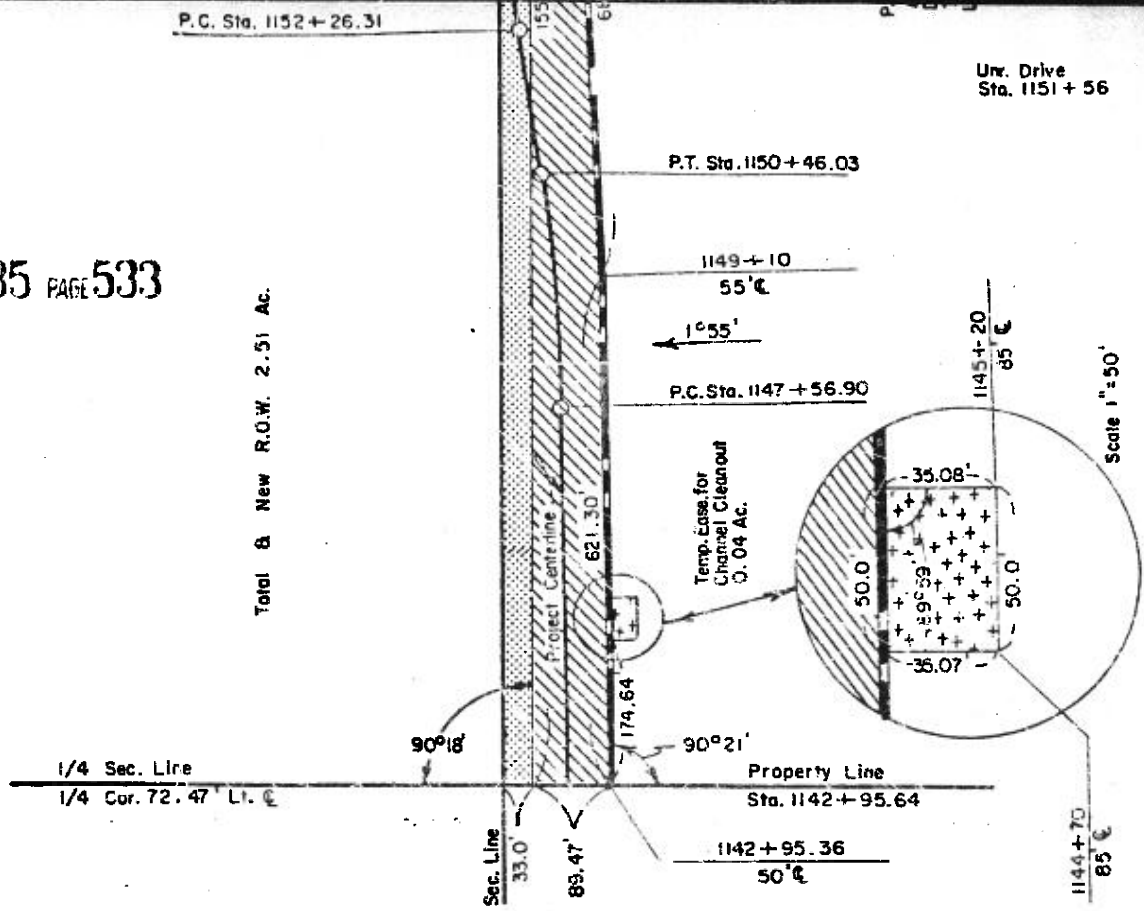 P.C. Sta. 1152+26.31
155
Unr. Drive
Sta. 1151+56
P.T. Sta. 1150+46.03
35 PAGE 533
1149+10
55' ℄
1°55'
P.C. Sta. 1147+56.90
Total & New R.O.W. 2.51 Ac.
Project Centerline
621.30'
Temp. Ease. for
Channel Cleanout
0.04 Ac.
1145+20
85' ℄
Scale 1"=50'
35.08'
50.0
50.0
35.07
174.64
90°18'
90°21'
1/4 Sec. Line
1/4 Cor. 72.47' Lt. ℄
Property Line
Sta. 1142+95.64
Sec. Line
33.0'
89.47'
1142+95.36
50' ℄
1144+70
85' ℄